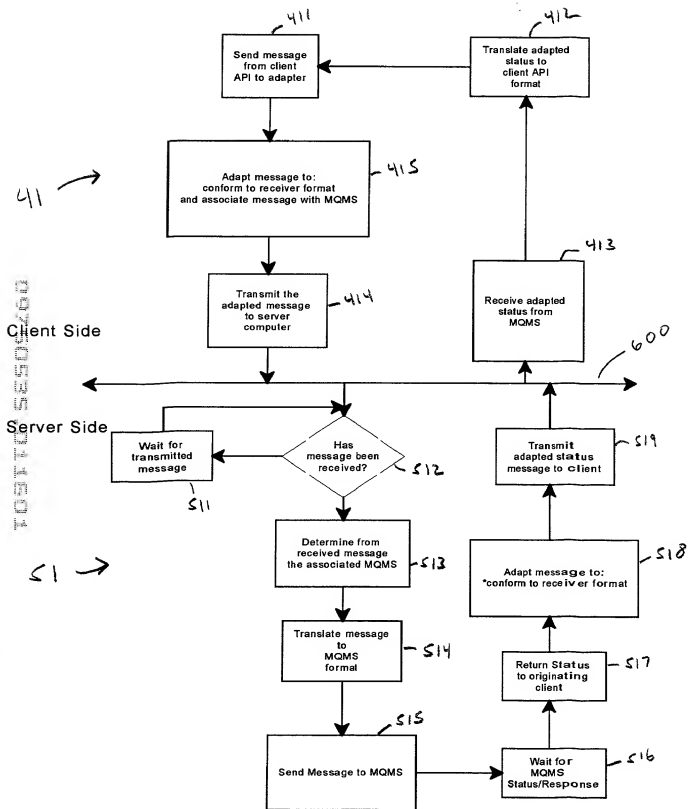 411
412
Send message
from client
API to adapter
Translate adapted
status to
client API
format
41
415
Adapt message to:
conform to receiver format
and associate message with MQMS
413
Receive adapted
status from
MQMS
Transmit the
adapted message
to server
computer
414
Client Side
600
Server Side
Wait for
transmitted
message
511
Has
message been
received?
512
Transmit
adapted status
message to client
519
51
Determine from
received message
the associated MQMS
513
Adapt message to:
*conform to receiver format
518
Translate message
to
MQMS
format
514
Return Status
to originating
client
517
515
Send Message to MQMS
Wait for
MQMS
Status/Response
516